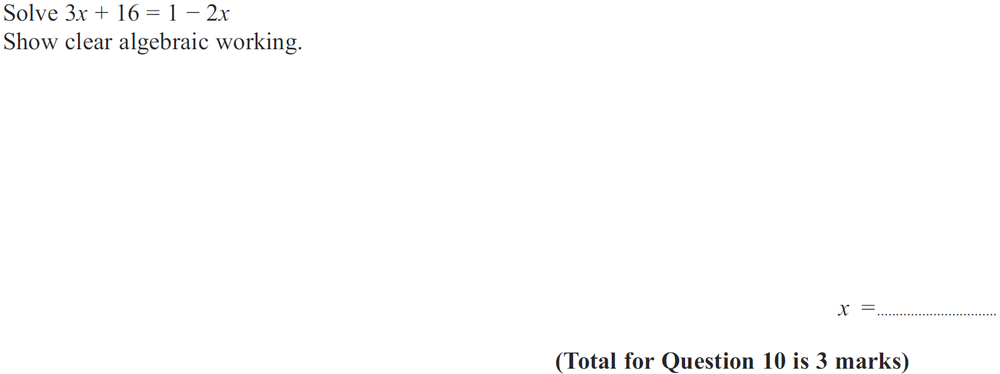 Solve 3x + 16 = 1 − 2x
Show clear algebraic working.
x =..............................
(Total for Question 10 is 3 marks)